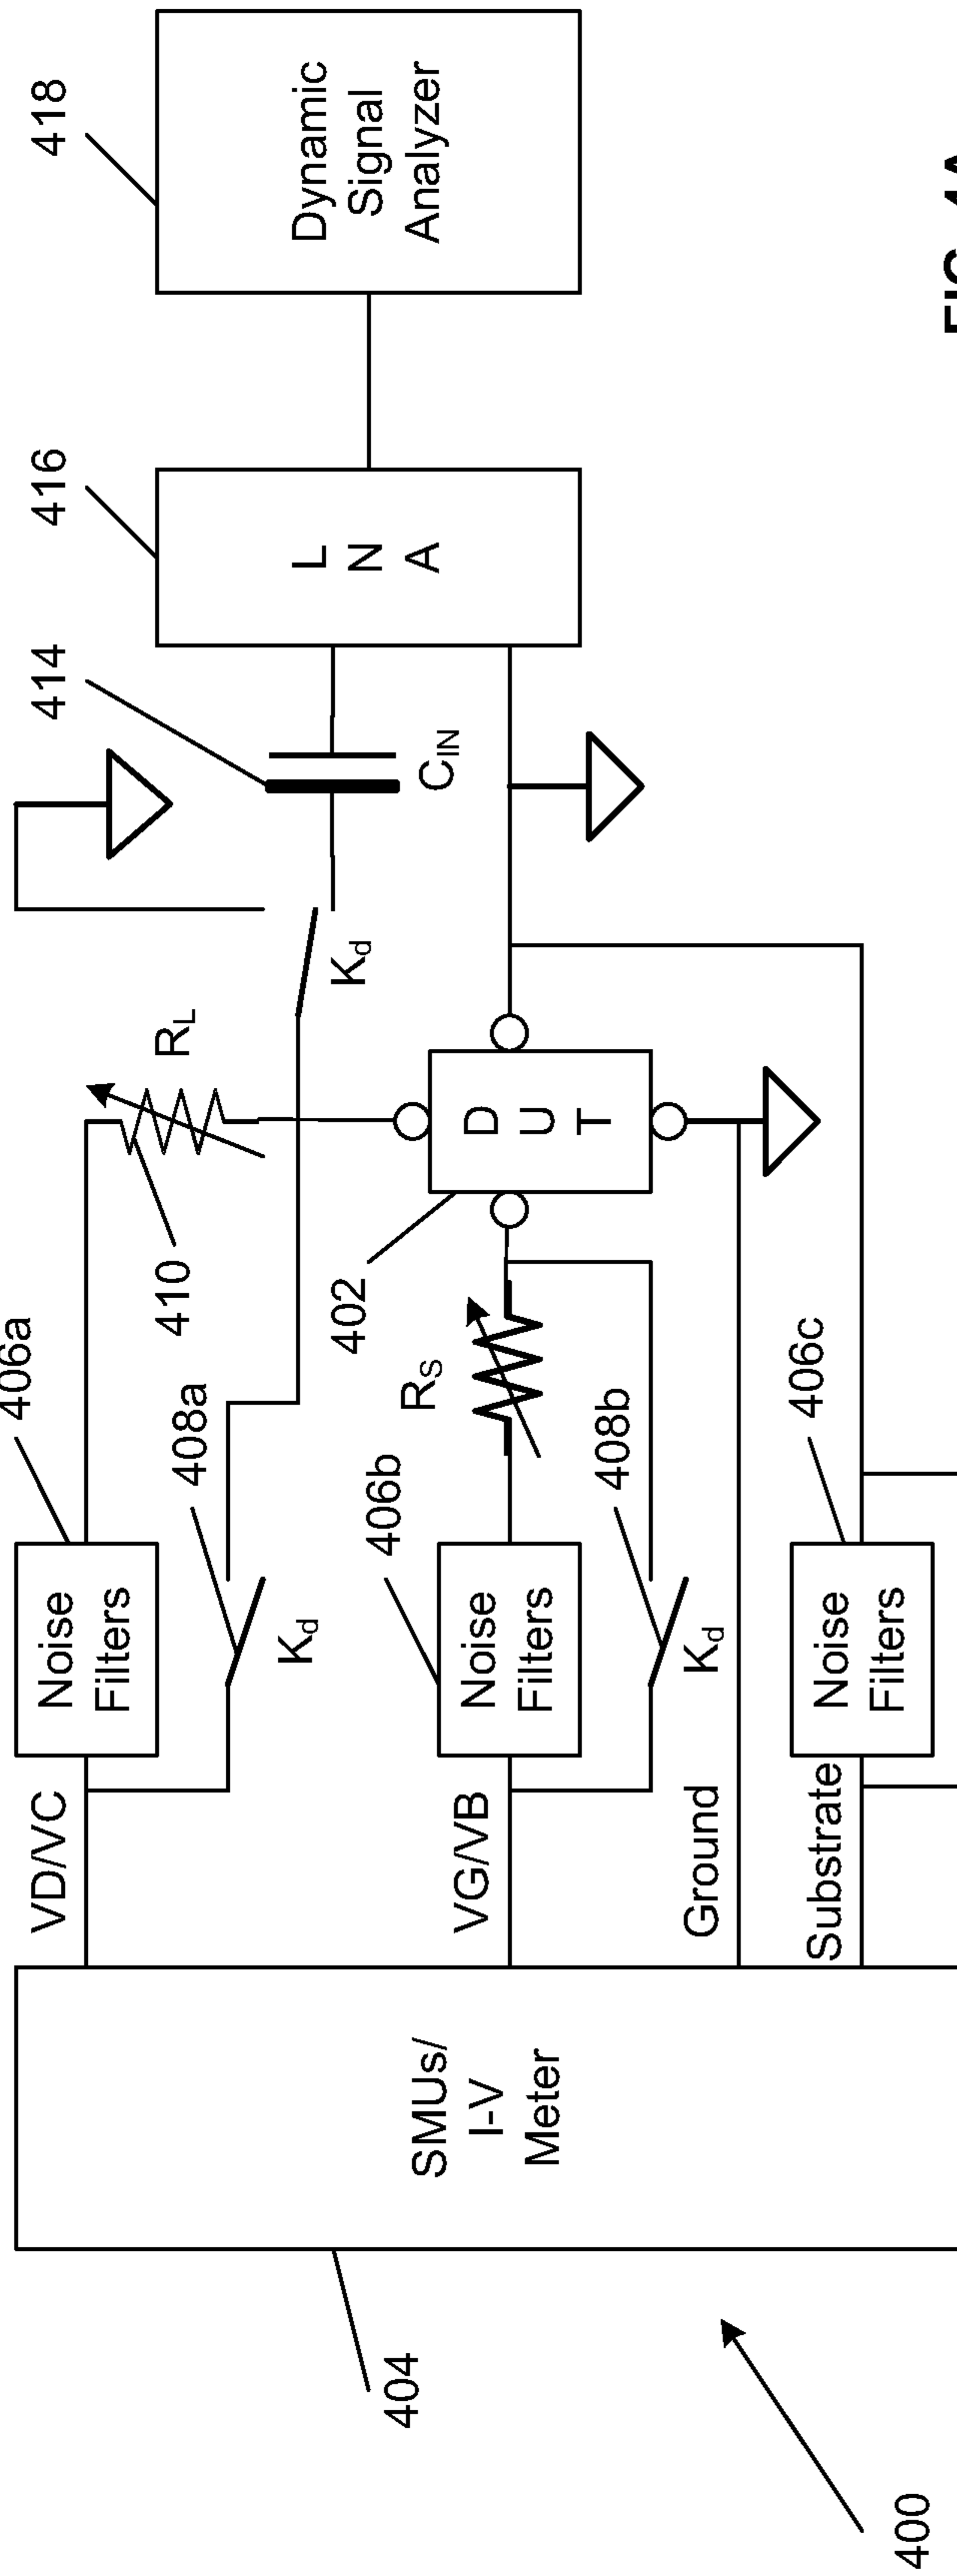 406a
410
R_L
414
416
418
VD/VC
Noise
Filters
408a
K_d
K_d
C_IN
L
N
A
Dynamic
Signal
Analyzer
404
SMUs/
I-V
Meter
VG/VB
406b
Noise
Filters
R_S
402
D
U
T
408b
K_d
Ground
Substrate
Noise
Filters
406c
400